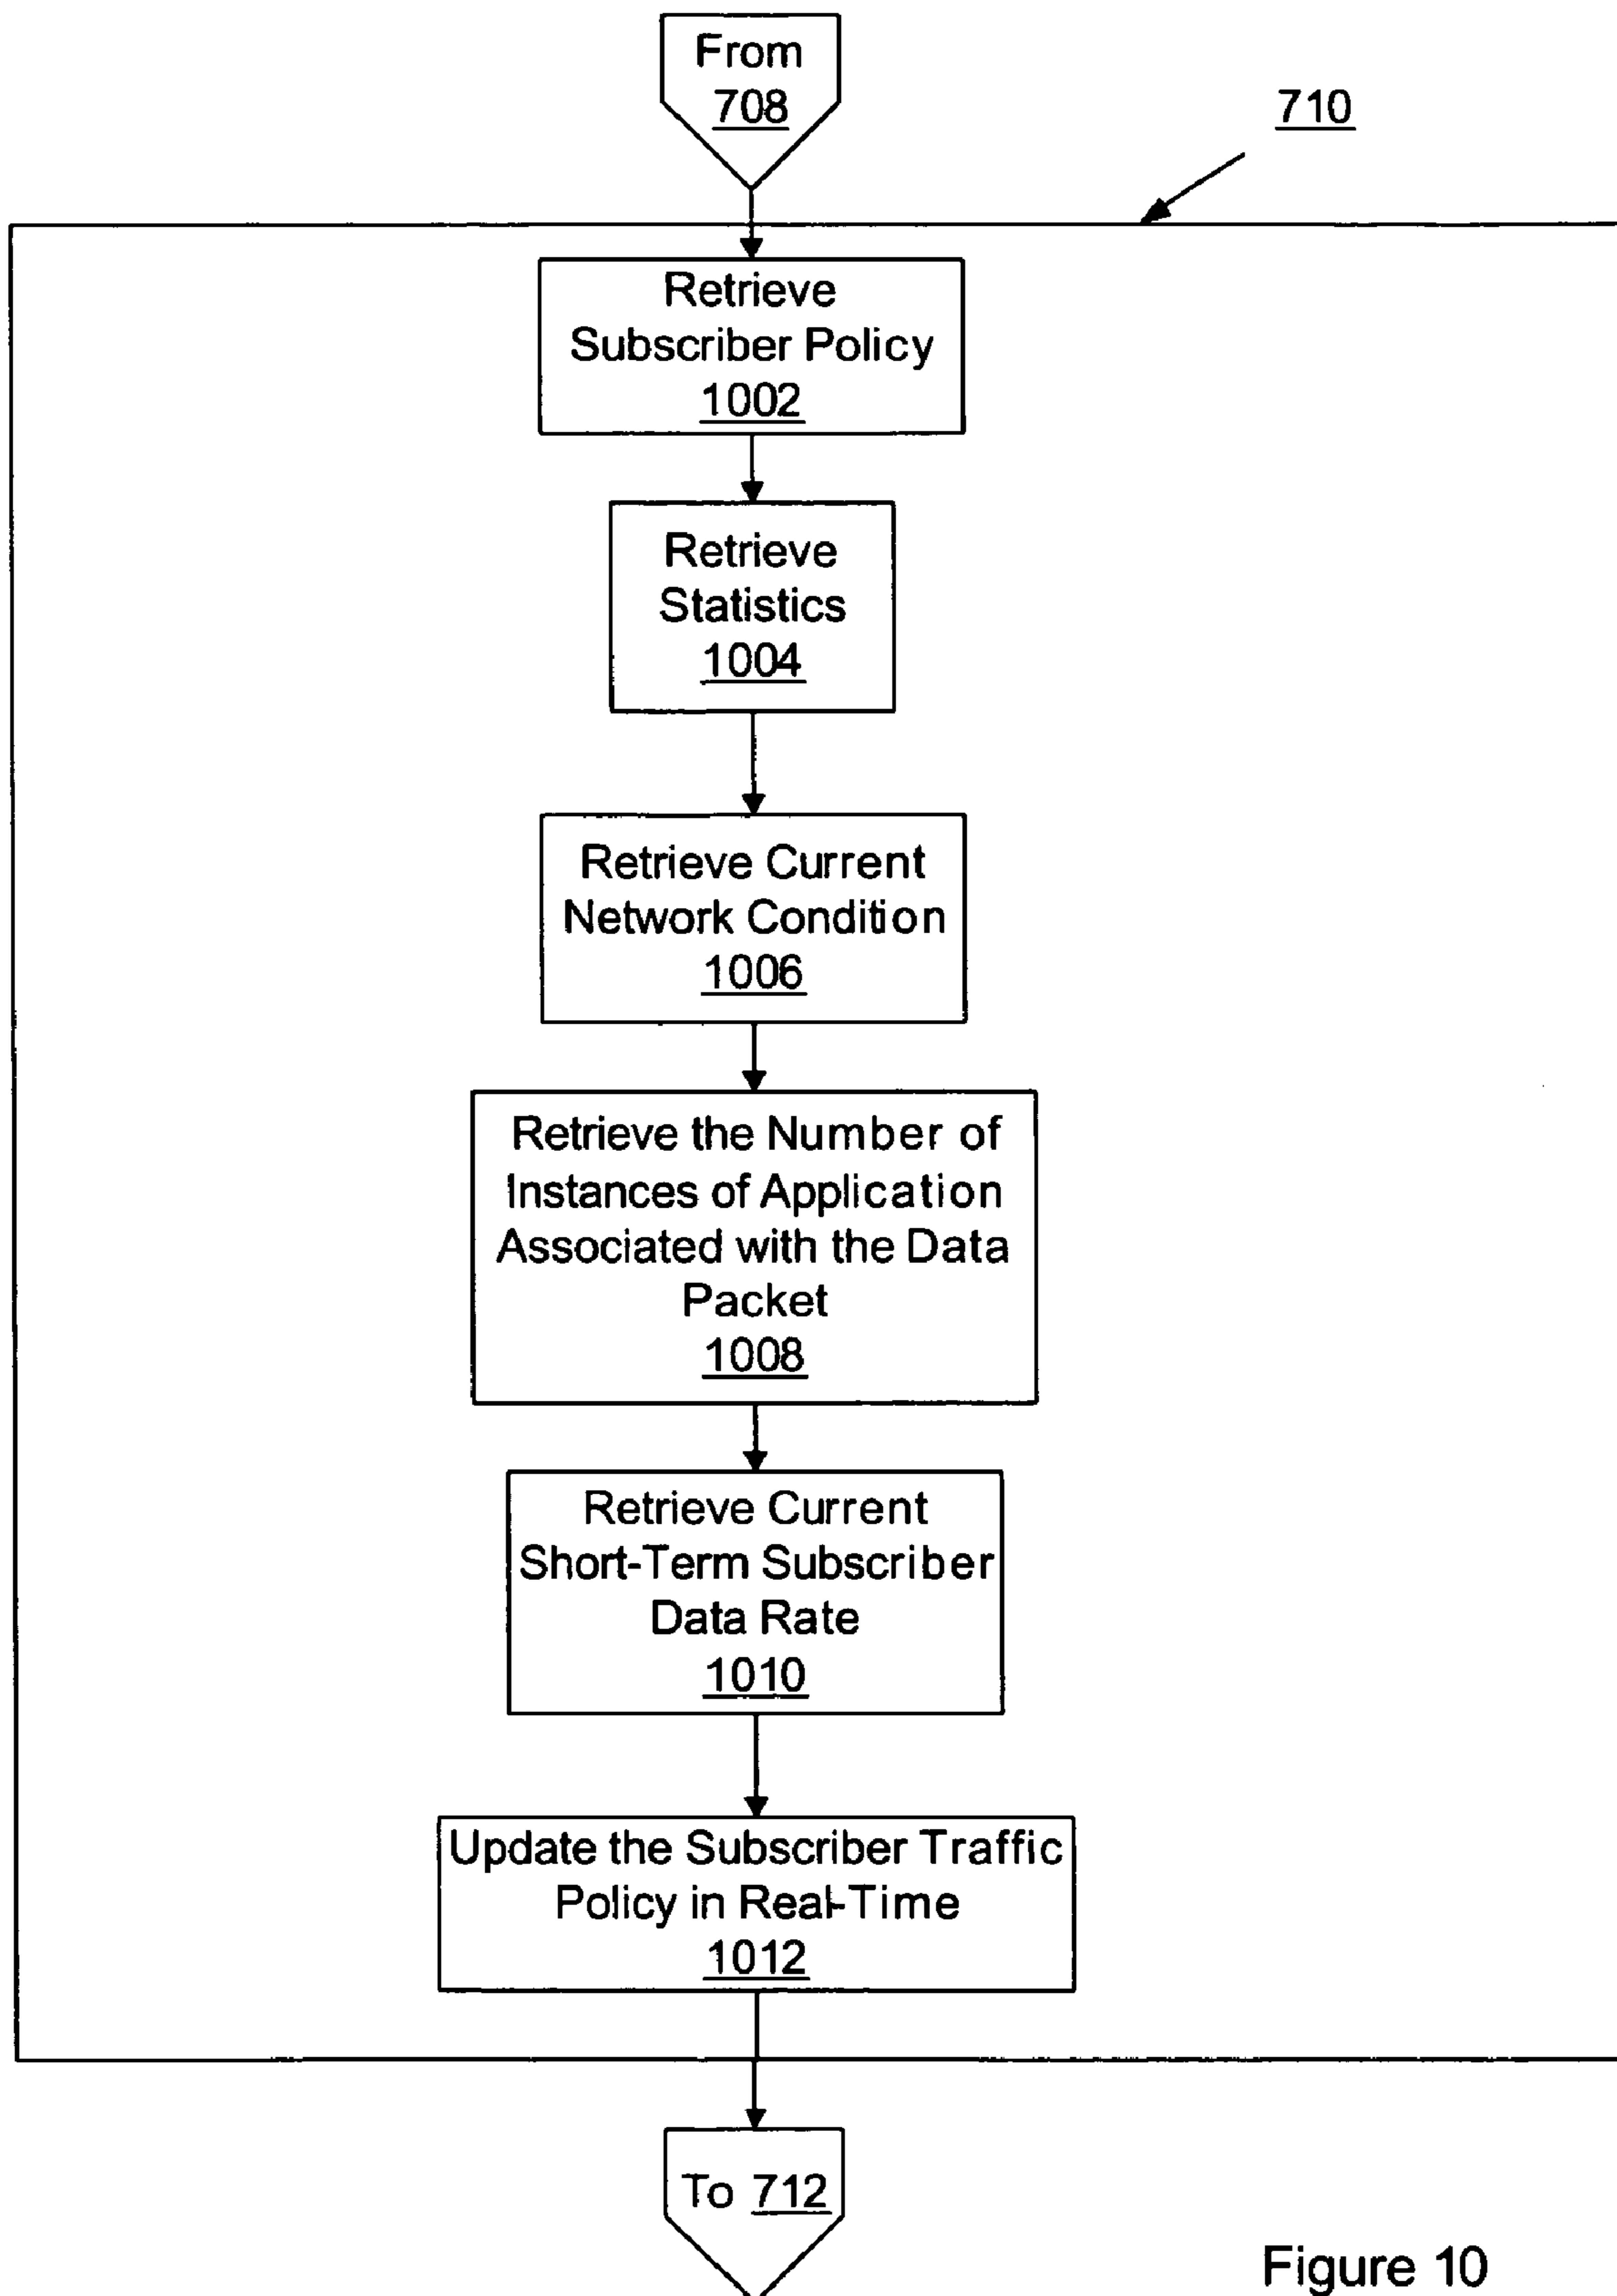 From
708
710
Retrieve
Subscriber Policy
1002
Retrieve
Statistics
1004
Retrieve Current
Network Condition
1006
Retrieve the Number of
Instances of Application
Associated with the Data
Packet
1008
Retrieve Current
Short-Term Subscriber
Data Rate
1010
Update the Subscriber Traffic
Policy in Real-Time
1012
To 712
Figure 10